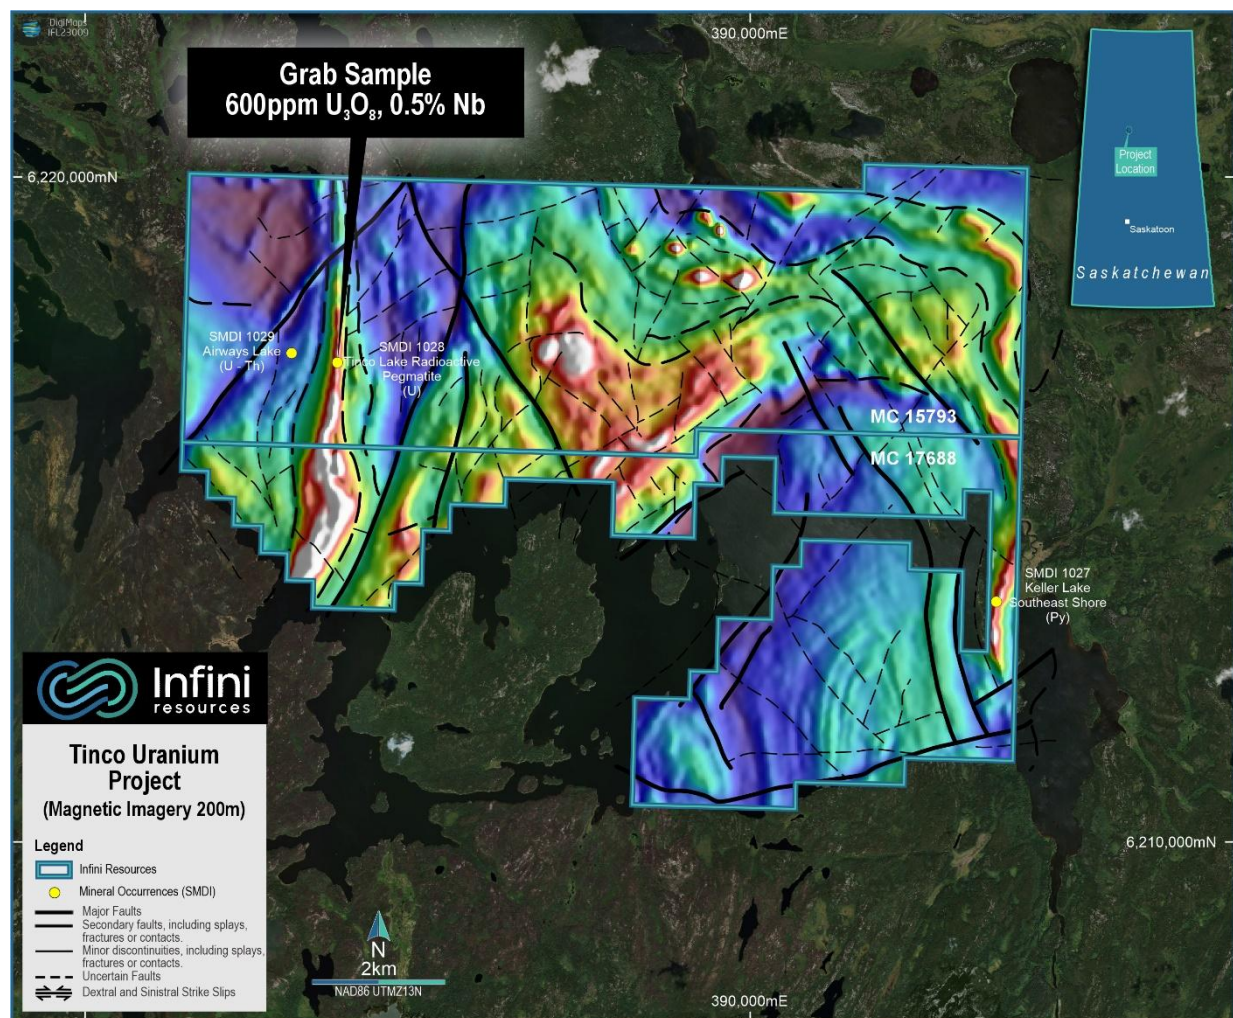 DigiMaps
IFL23009
390,000mE
Grab Sample
600ppm U₃O₈, 0.5% Nb
6,220,000mN
Project
Location
Saskatoon
Saskatchewan
SMDI 1029
Airways Lake
(U - Th)
SMDI 1028
Tinco Lake Radioactive
Pegmatite
(U)
MC 15793
MC 17688
SMDI 1027
Keller Lake
Southeast Shore
(Py)
Infini
resources
Tinco Uranium
Project
(Magnetic Imagery 200m)
Legend
Infini Resources
Mineral Occurrences (SMDI)
Major Faults
Secondary faults, including splays,
fractures or contacts.
Minor discontinuities, including splays,
fractures or contacts.
Uncertain Faults
Dextral and Sinistral Strike Slips
6,210,000mN
N
2km
NAD86 UTMZ13N
390,000mE